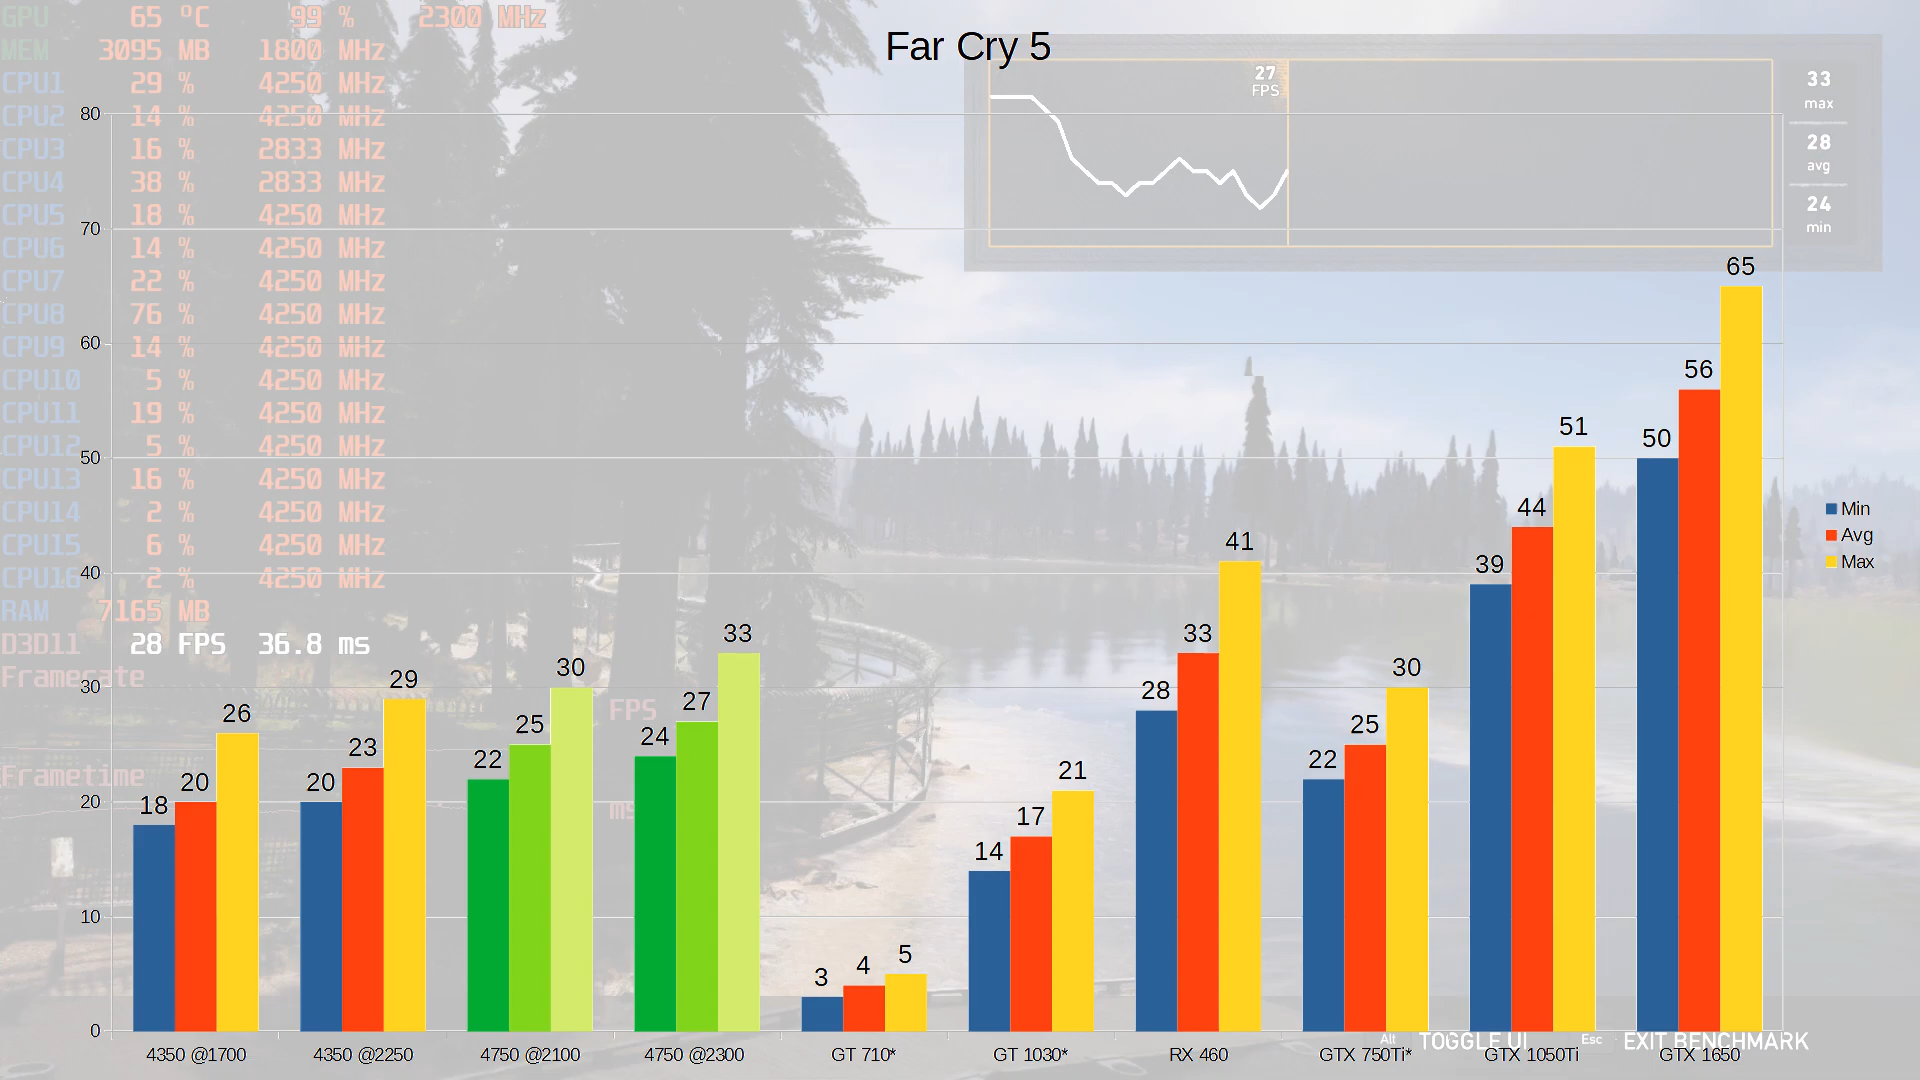 GPU 65 °C 99 % 2300 MHz
MEM 3095 MB 1800 MHz
CPU1 29 % 4250 MHz
CPU2 14 % 4250 MHz
CPU3 16 % 2833 MHz
CPU4 38 % 2833 MHz
CPU5 18 % 4250 MHz
CPU6 14 % 4250 MHz
CPU7 22 % 4250 MHz
CPU8 76 % 4250 MHz
CPU9 14 % 4250 MHz
CPU10 5 % 4250 MHz
CPU11 19 % 4250 MHz
CPU12 5 % 4250 MHz
CPU13 16 % 4250 MHz
CPU14 2 % 4250 MHz
CPU15 6 % 4250 MHz
CPU16 2 % 4250 MHz
RAM 7165 MB
D3D11 28 FPS 36.8 ms
Framerate
FPS
Frametime
ms
Far Cry 5
27
FPS
33
max
28
avg
24
min
80
70
60
50
40
30
20
10
0
18 20 26
20 23 29
22 25 30
24 27 33
3 4 5
14 17 21
28 33 41
22 25 30
39 44 51
50 56 65
Min
Avg
Max
Alt TOGGLE UI Esc EXIT BENCHMARK
4350 @1700 4350 @2250 4750 @2100 4750 @2300 GT 710* GT 1030* RX 460 GTX 750Ti* GTX 1050Ti GTX 1650